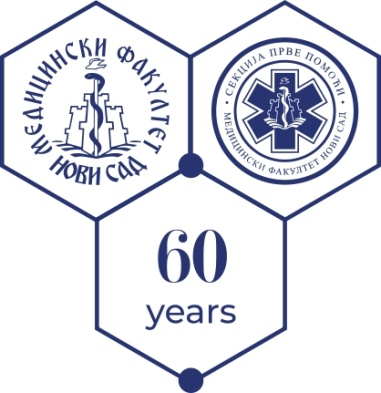 МЕДИЦИНСКИ ФАКУЛТЕТ
НОВИ САД
СЕКЦИЈА ПРВЕ ПОМОЋИ
МЕДИЦИНСКИ ФАКУЛТЕТ НОВИ САД
60
years